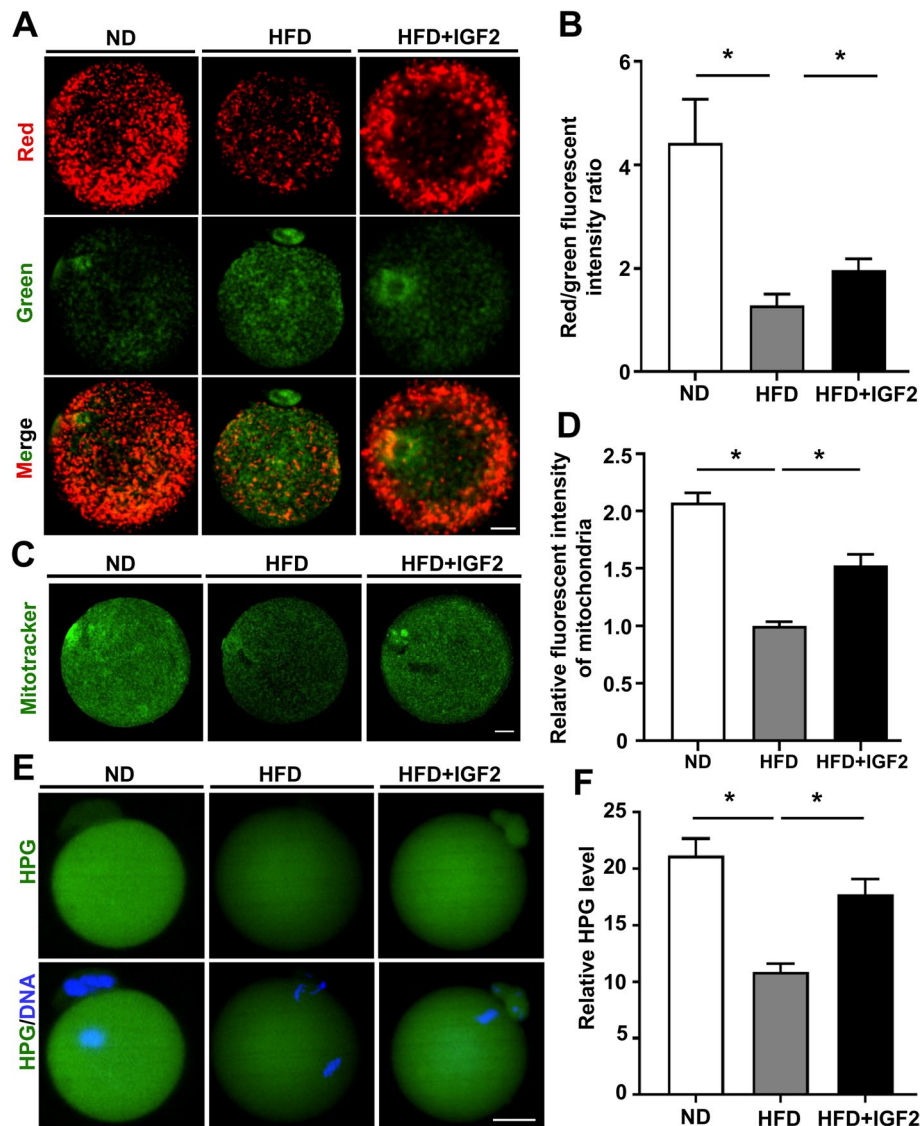 A
ND HFD HFD+IGF2
Red
Green
Merge
B
Red/green fluorescent
intensity ratio
6
4
2
0
* *
ND HFD HFD+IGF2
C
ND HFD HFD+IGF2
Mitotracker
D
Relative fluorescent intensity
of mitochondria
2.5
2.0
1.5
1.0
0.5
0
* *
ND HFD HFD+IGF2
E
ND HFD HFD+IGF2
HPG
HPG/DNA
F
Relative HPG level
25
20
15
10
5
0
* *
ND HFD HFD+IGF2